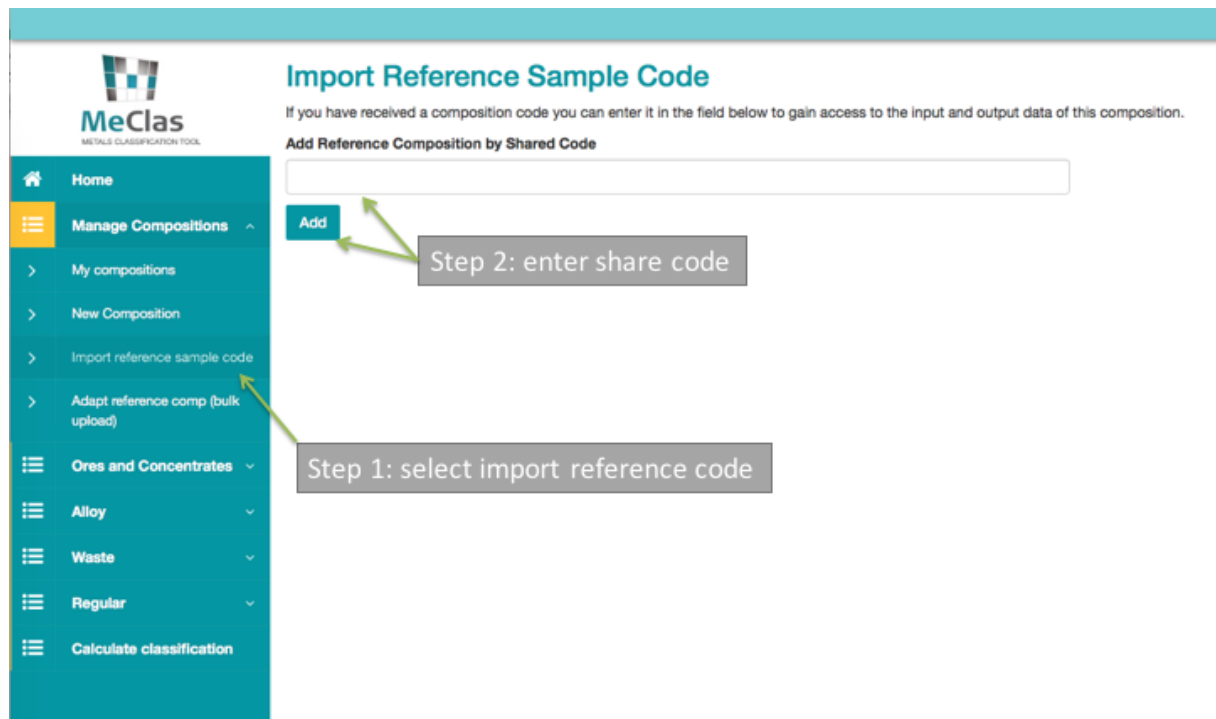 MeClas
METALS CLASSIFICATION TOOL
Home
Manage Compositions
My compositions
New Composition
Import reference sample code
Adapt reference comp (bulk
upload)
Ores and Concentrates
Alloy
Waste
Regular
Calculate classification
Import Reference Sample Code
If you have received a composition code you can enter it in the field below to gain access to the input and output data of this composition.
Add Reference Composition by Shared Code
Add
Step 2: enter share code
Step 1: select import reference code